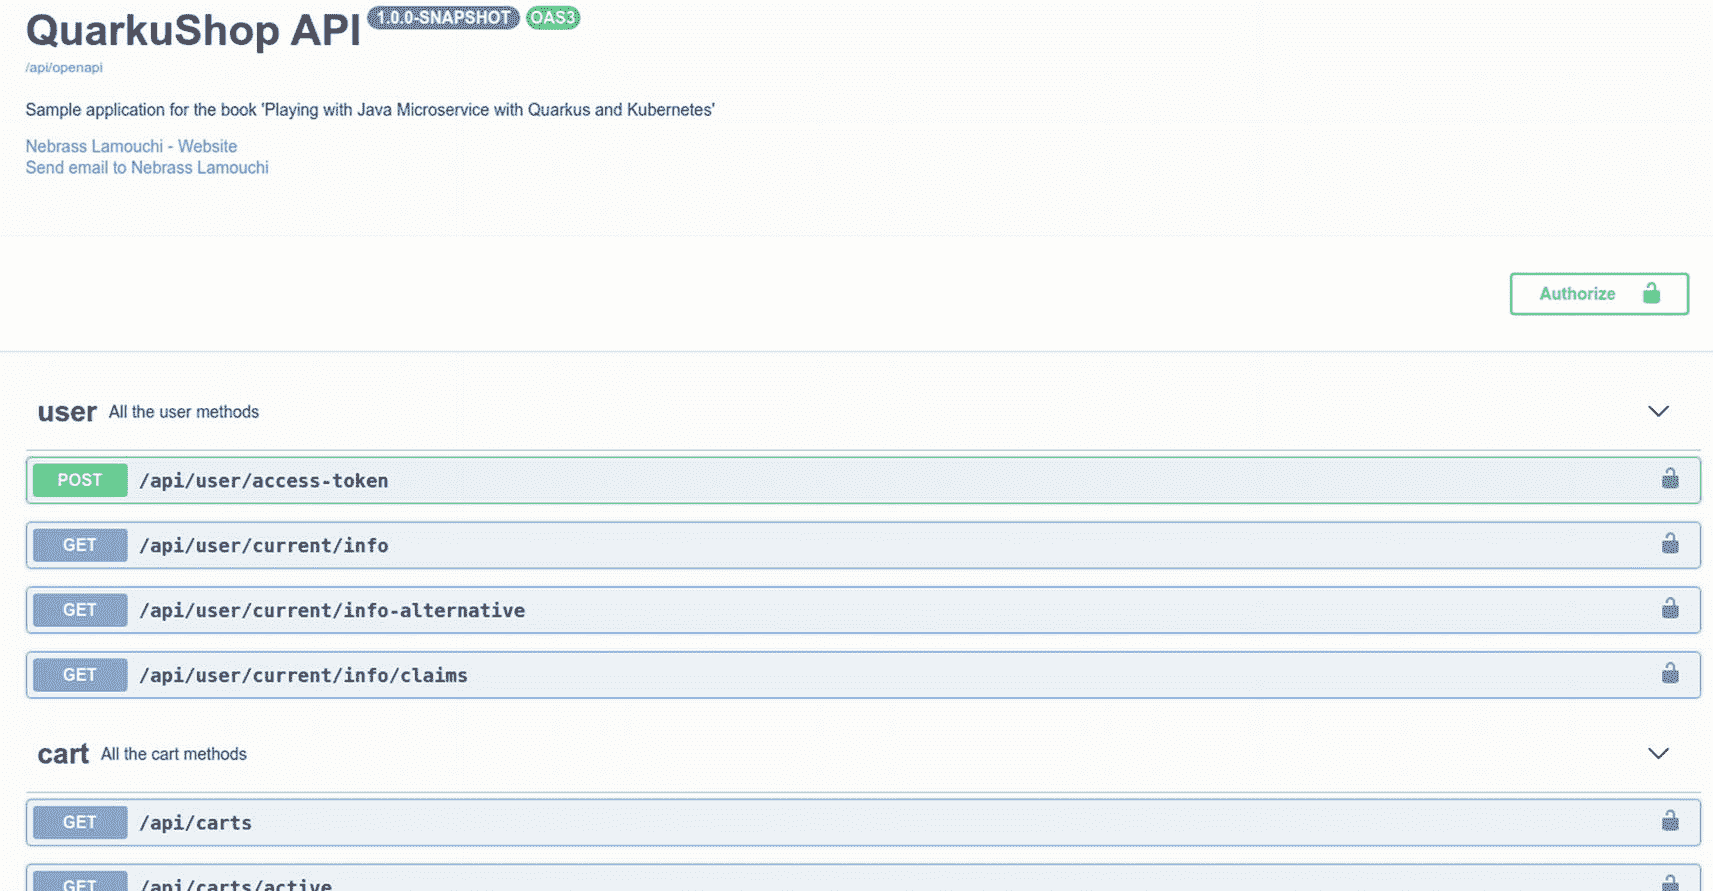 QuarkuShop API 1.0.0-SNAPSHOT OAS3
/api/openapi
Sample application for the book 'Playing with Java Microservice with Quarkus and Kubernetes'
Nebrass Lamouchi - Website
Send email to Nebrass Lamouchi
Authorize
user All the user methods
POST /api/user/access-token
GET /api/user/current/info
GET /api/user/current/info-alternative
GET /api/user/current/info/claims
cart All the cart methods
GET /api/carts
GET /api/carts/active